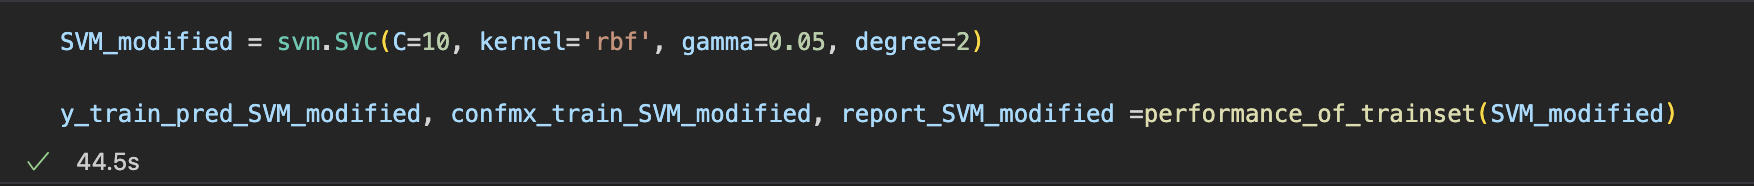 SVM_modified = svm.SVC(C=10, kernel='rbf', gamma=0.05, degree=2)
y_train_pred_SVM_modified, confmx_train_SVM_modified, report_SVM_modified =performance_of_trainset(SVM_modified)
44.5s